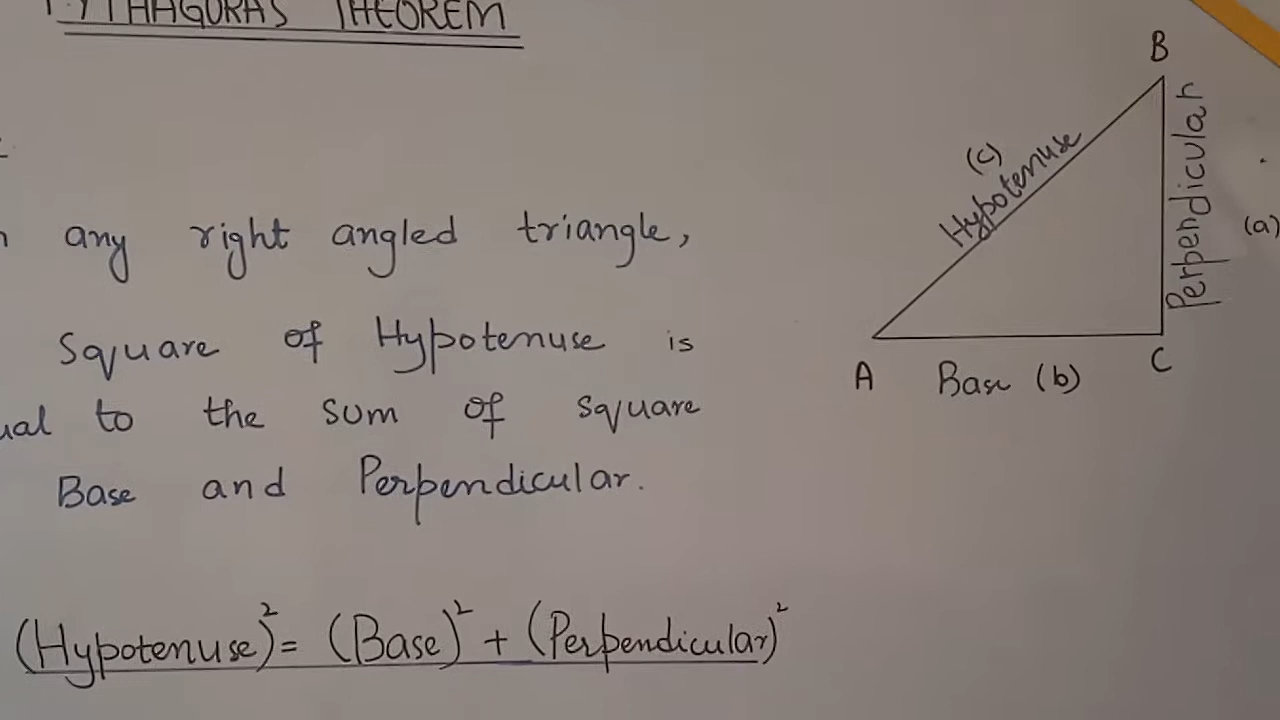 PYTHAGORAS THEOREM
any right angled triangle,
Square of Hypotenuse is
to the sum of square
Base and Perpendicular.
(Hypotenuse)² = (Base)² + (Perpendicular)²
B
(c)
Hypotenuse
Perpendicular
(a)
A
Base (b)
C